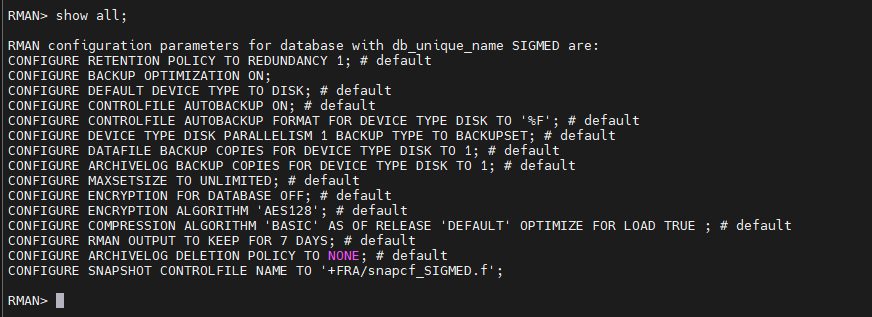 RMAN> show all;
RMAN configuration parameters for database with db_unique_name SIGMED are:
CONFIGURE RETENTION POLICY TO REDUNDANCY 1; # default
CONFIGURE BACKUP OPTIMIZATION ON;
CONFIGURE DEFAULT DEVICE TYPE TO DISK; # default
CONFIGURE CONTROLFILE AUTOBACKUP ON; # default
CONFIGURE CONTROLFILE AUTOBACKUP FORMAT FOR DEVICE TYPE DISK TO '%F'; # default
CONFIGURE DEVICE TYPE DISK PARALLELISM 1 BACKUP TYPE TO BACKUPSET; # default
CONFIGURE DATAFILE BACKUP COPIES FOR DEVICE TYPE DISK TO 1; # default
CONFIGURE ARCHIVELOG BACKUP COPIES FOR DEVICE TYPE DISK TO 1; # default
CONFIGURE MAXSETSIZE TO UNLIMITED; # default
CONFIGURE ENCRYPTION FOR DATABASE OFF; # default
CONFIGURE ENCRYPTION ALGORITHM 'AES128'; # default
CONFIGURE COMPRESSION ALGORITHM 'BASIC' AS OF RELEASE 'DEFAULT' OPTIMIZE FOR LOAD TRUE ; # default
CONFIGURE RMAN OUTPUT TO KEEP FOR 7 DAYS; # default
CONFIGURE ARCHIVELOG DELETION POLICY TO NONE; # default
CONFIGURE SNAPSHOT CONTROLFILE NAME TO '+FRA/snapcf_SIGMED.f';
RMAN>